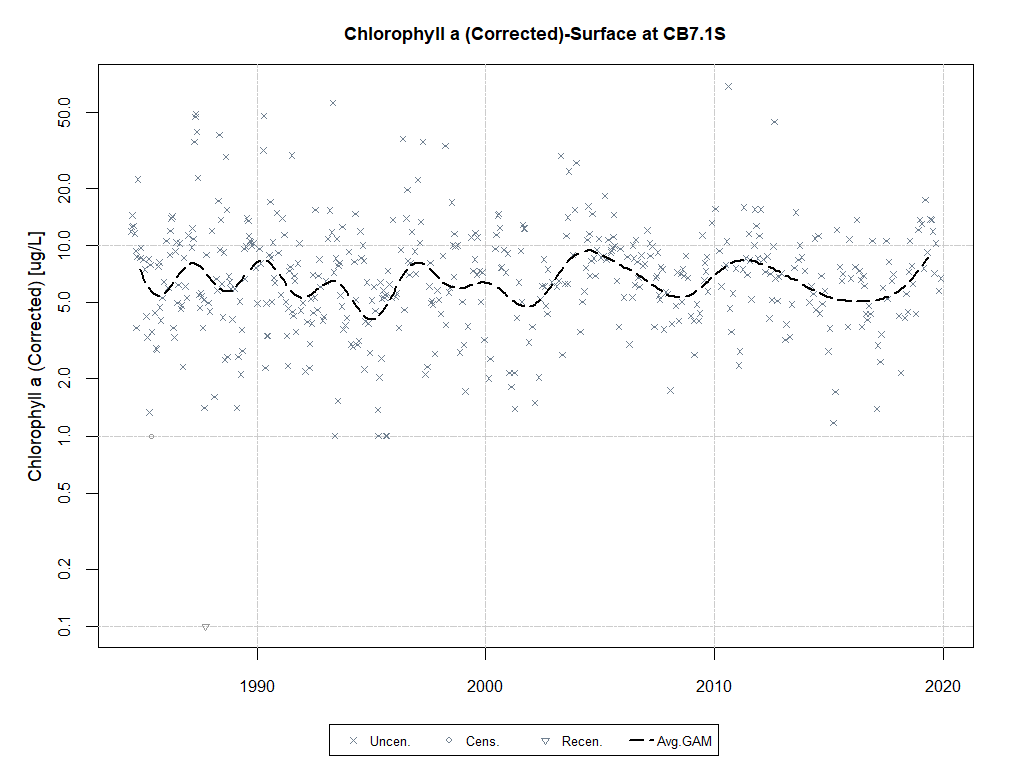 Chlorophyll a (Corrected)-Surface at CB7.1S
Chlorophyll a (Corrected) [ug/L]
50.0
20.0
10.0
5.0
2.0
1.0
0.5
0.2
0.1
1990 2000 2010 2020
Uncen. Cens. Recen. Avg.GAM